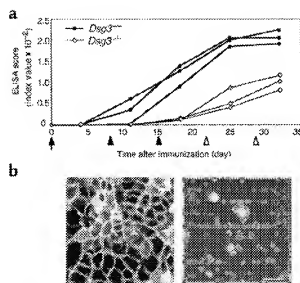 a
ELISA score
(index value x 10⁻²)
2.5
2.0
1.5
1.0
0.5
0
Dsg3⁻/⁻
Dsg3⁺/⁺
0 5 10 15 20 25 30 35
Time after immunization (day)
b